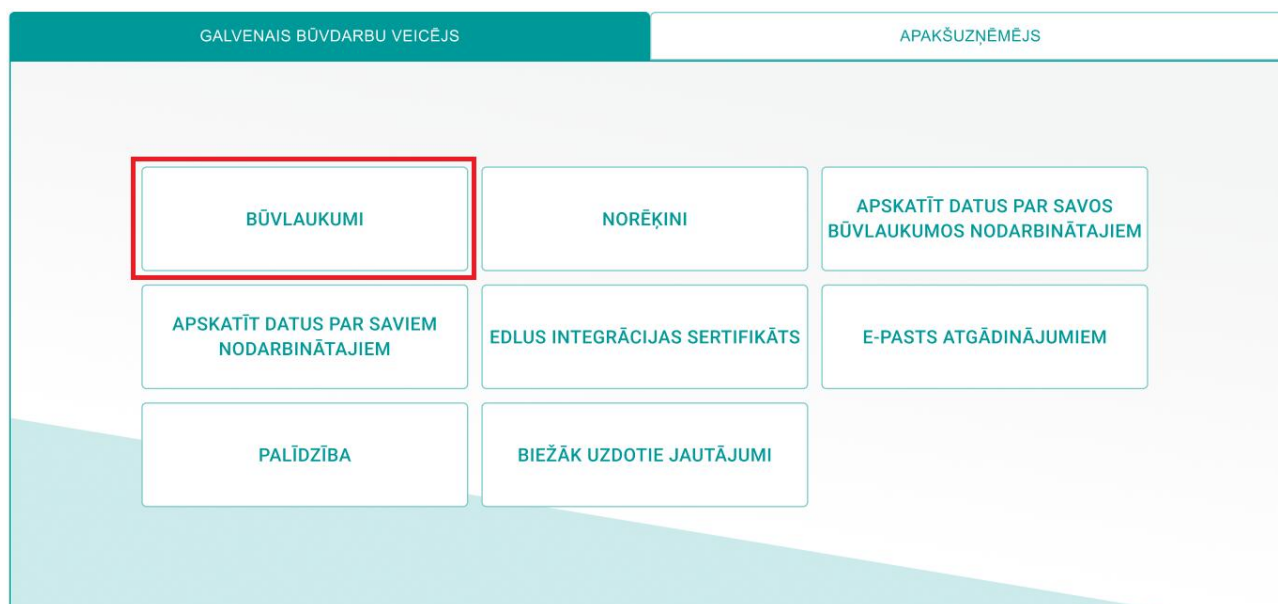 GALVENAIS BŪVDARBU VEICĒJS
APAKŠUZŅĒMĒJS
BŪVLAUKUMI
NORĒĶINI
APSKATĪT DATUS PAR SAVOS
BŪVLAUKUMOS NODARBINĀTAJIEM
APSKATĪT DATUS PAR SAVIEM
NODARBINĀTAJIEM
EDLUS INTEGRĀCIJAS SERTIFIKĀTS
E-PASTS ATGĀDINĀJUMIEM
PALĪDZĪBA
BIEŽĀK UZDOTIE JAUTĀJUMI